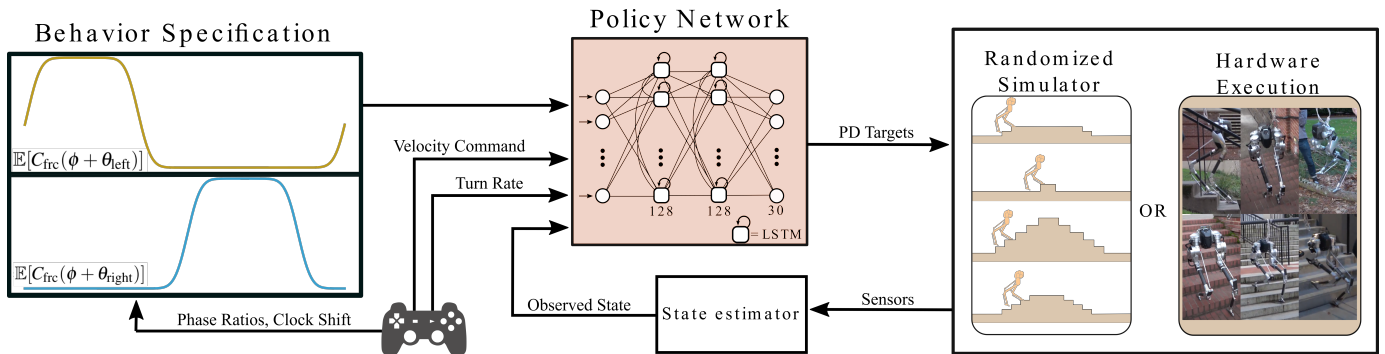 Behavior Specification
𝔼[C_frc(ϕ + θ_left)]
𝔼[C_frc(ϕ + θ_right)]
Phase Ratios, Clock Shift
Velocity Command
Turn Rate
Observed State
Policy Network
128
128
30
= LSTM
PD Targets
State estimator
Sensors
Randomized
Simulator
OR
Hardware
Execution